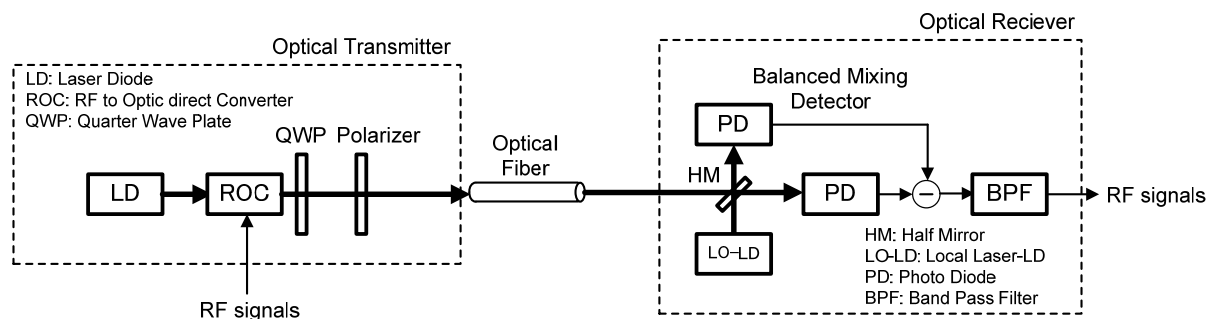 Optical Transmitter
LD: Laser Diode
ROC: RF to Optic direct Converter
QWP: Quarter Wave Plate
QWP
Polarizer
LD
ROC
RF signals
Optical
Fiber
Optical Reciever
Balanced Mixing
Detector
PD
HM
PD
−
BPF
RF signals
LO–LD
HM: Half Mirror
LO-LD: Local Laser-LD
PD: Photo Diode
BPF: Band Pass Filter